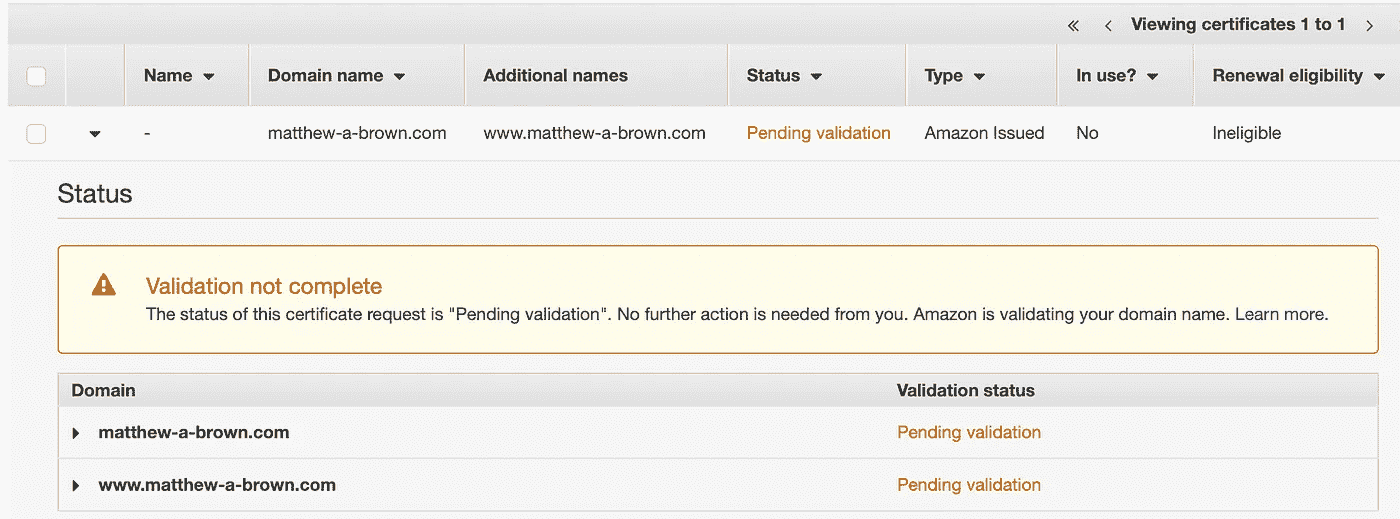 « ‹ Viewing certificates 1 to 1 ›
Name Domain name Additional names Status Type In use? Renewal eligibility
- matthew-a-brown.com www.matthew-a-brown.com Pending validation Amazon Issued No Ineligible
Status
Validation not complete
The status of this certificate request is "Pending validation". No further action is needed from you. Amazon is validating your domain name. Learn more.
Domain Validation status
matthew-a-brown.com Pending validation
www.matthew-a-brown.com Pending validation